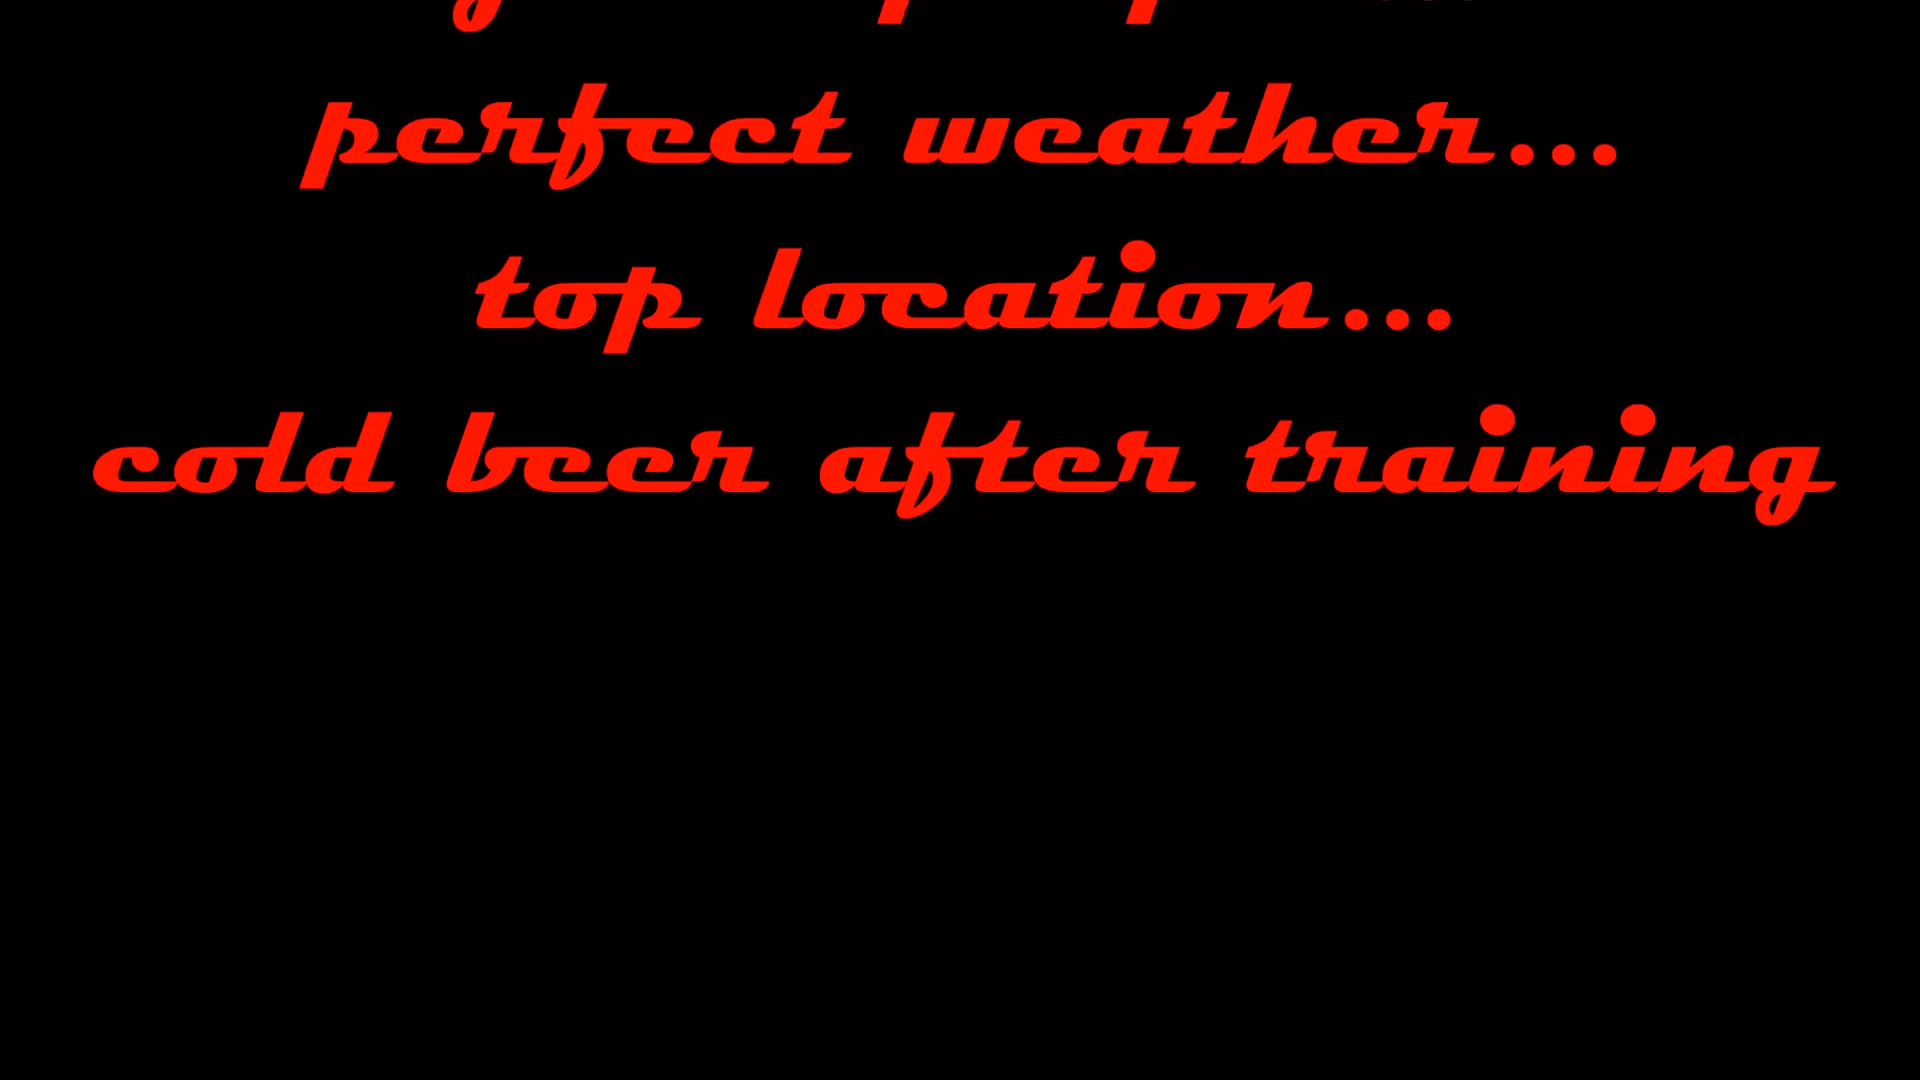 perfect weather...
top location...
cold beer after training